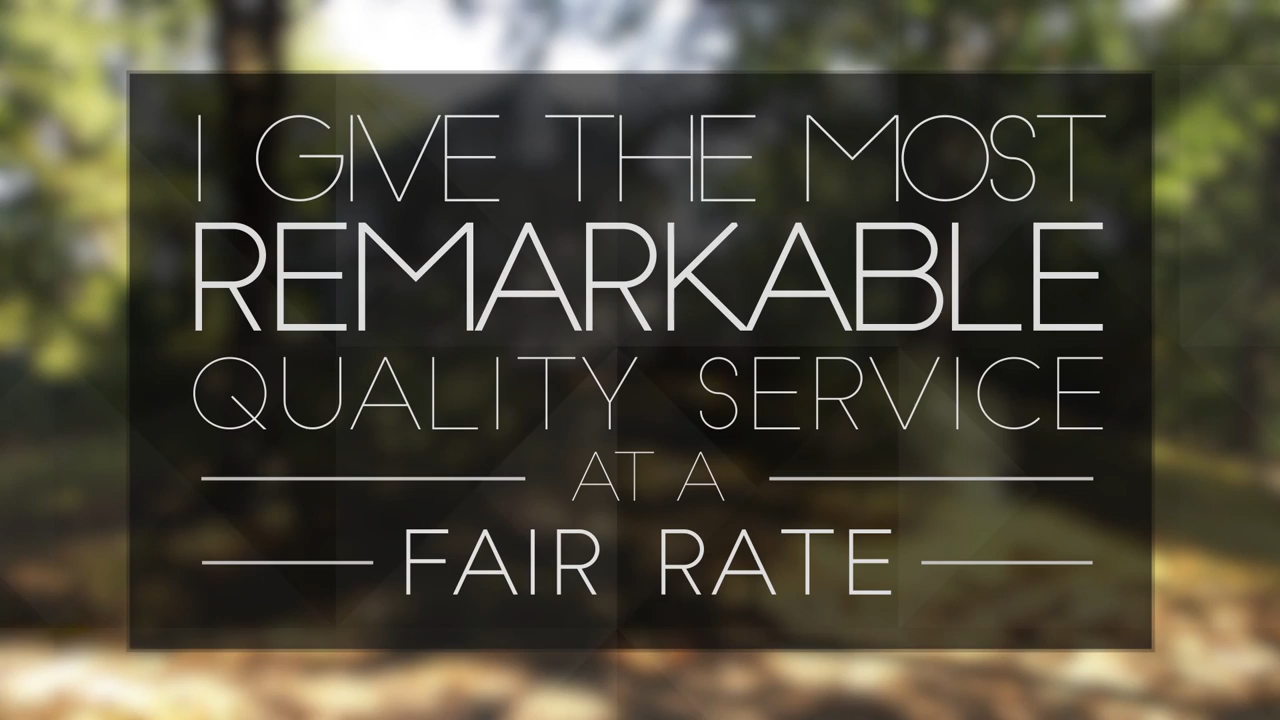 I GIVE THE MOST
REMARKABLE
QUALITY SERVICE
AT A
FAIR RATE